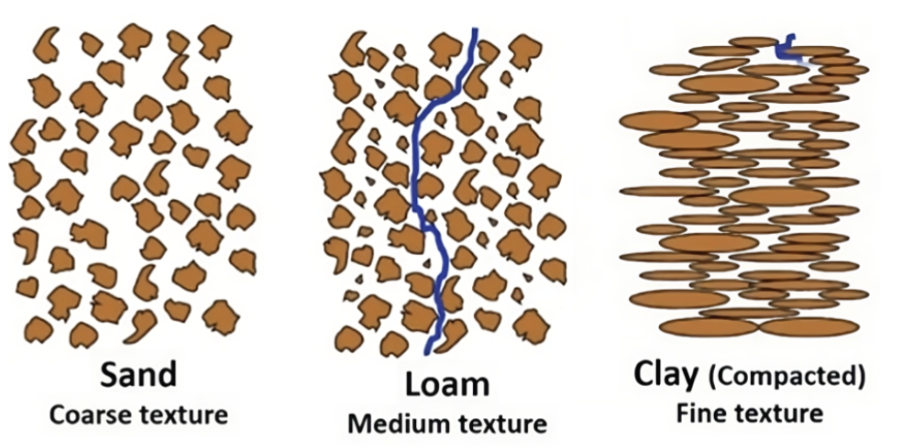 Sand
Coarse texture
Loam
Medium texture
Clay (Compacted)
Fine texture